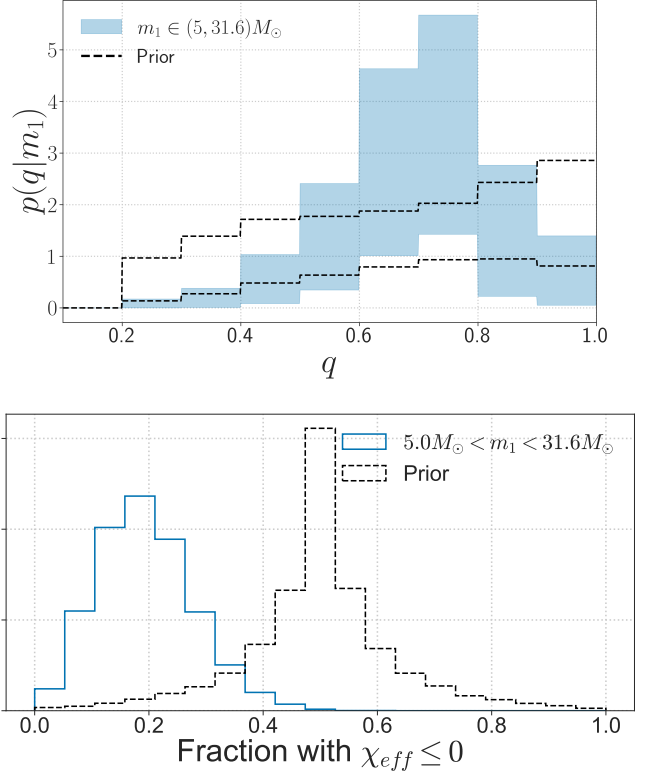 m₁ ∈ (5, 31.6)M⊙
Prior
p(q|m₁)
5
4
3
2
1
0
0.2 0.4 0.6 0.8 1.0
q
5.0M⊙ < m₁ < 31.6M⊙
Prior
0.0 0.2 0.4 0.6 0.8 1.0
Fraction with χ_eff ≤ 0